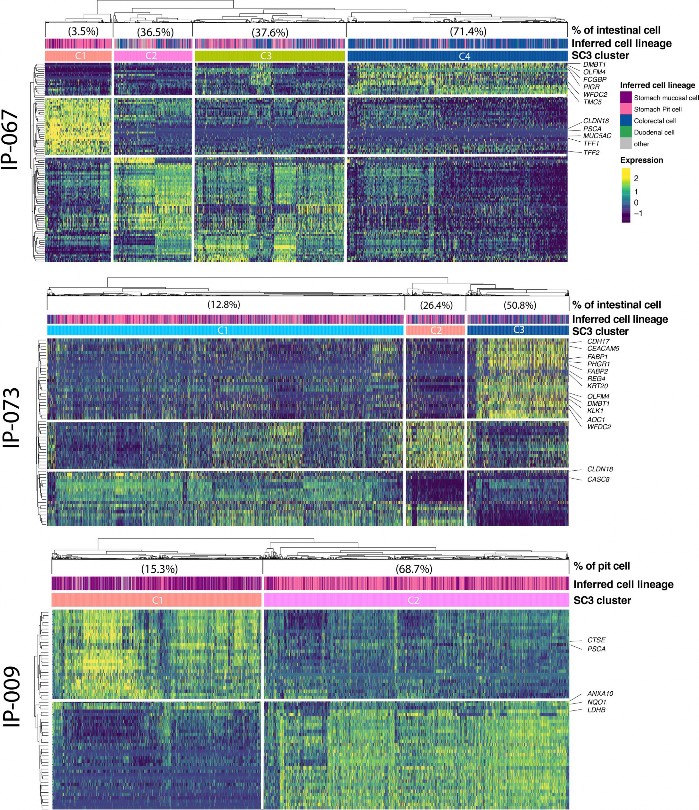 (3.5%) (36.5%) (37.6%) (71.4%) % of intestinal cell
Inferred cell lineage
C1 C2 C3 C4 SC3 cluster
IP-067
DMBT1
OLFM4
FCGBP
PIGR
WFDC2
TMC5
CLDN18
PSCA
MUC5AC
TFF1
TFF2
Inferred cell lineage
Stomach mucosal cell
Stomach Pit cell
Colorectal cell
Duodenal cell
other
Expression
2
1
0
−1
(12.8%) (26.4%) (50.8%) % of intestinal cell
Inferred cell lineage
C1 C2 C3 SC3 cluster
IP-073
CDH17
CEACAM5
FABP1
PHGR1
FABP2
REG4
KRT20
OLFM4
DMBT1
KLK1
AOC1
WFDC2
CLDN18
CASC8
(15.3%) (68.7%) % of pit cell
Inferred cell lineage
C1 C2 SC3 cluster
IP-009
CTSE
PSCA
ANXA10
NQO1
LDHB